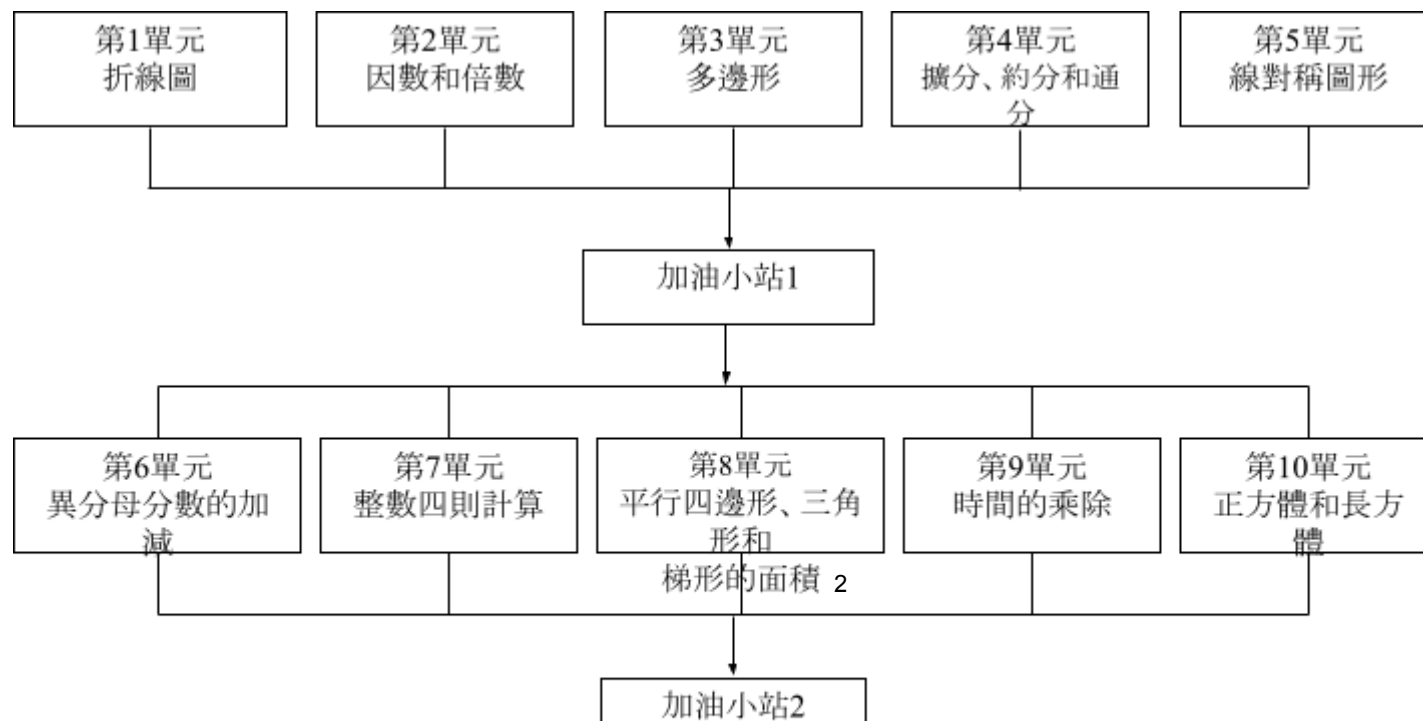 第1單元
折線圖
第2單元
因數和倍數
第3單元
多邊形
第4單元
擴分、約分和通
分
第5單元
線對稱圖形
加油小站1
第6單元
異分母分數的加
減
第7單元
整數四則計算
第8單元
平行四邊形、三角
形和
梯形的面積 2
第9單元
時間的乘除
第10單元
正方體和長方
體
加油小站2